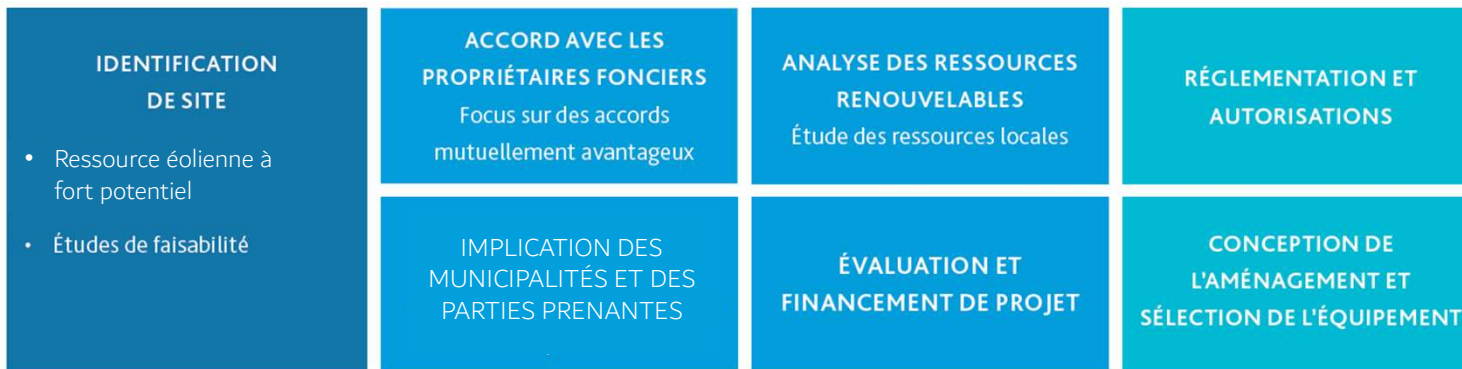 IDENTIFICATION
DE SITE
• Ressource éolienne à
fort potentiel
• Études de faisabilité
ACCORD AVEC LES
PROPRIÉTAIRES FONCIERS
Focus sur des accords
mutuellement avantageux
ANALYSE DES RESSOURCES
RENOUVELABLES
Étude des ressources locales
RÉGLEMENTATION ET
AUTORISATIONS
IMPLICATION DES
MUNICIPALITÉS ET DES
PARTIES PRENANTES
.
ÉVALUATION ET
FINANCEMENT DE PROJET
CONCEPTION DE
L'AMÉNAGEMENT ET
SÉLECTION DE L'ÉQUIPEMENT